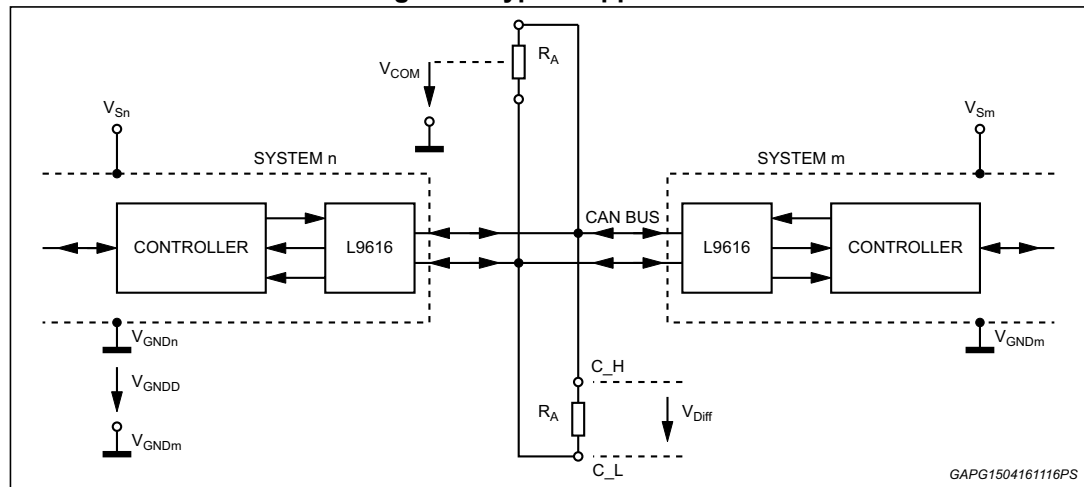 R_A
V_COM
V_Sn
V_Sm
SYSTEM n
SYSTEM m
CAN BUS
CONTROLLER
L9616
L9616
CONTROLLER
V_GNDn
V_GNDm
C_H
V_GNDD
R_A
V_Diff
V_GNDm
C_L
GAPG1504161116PS